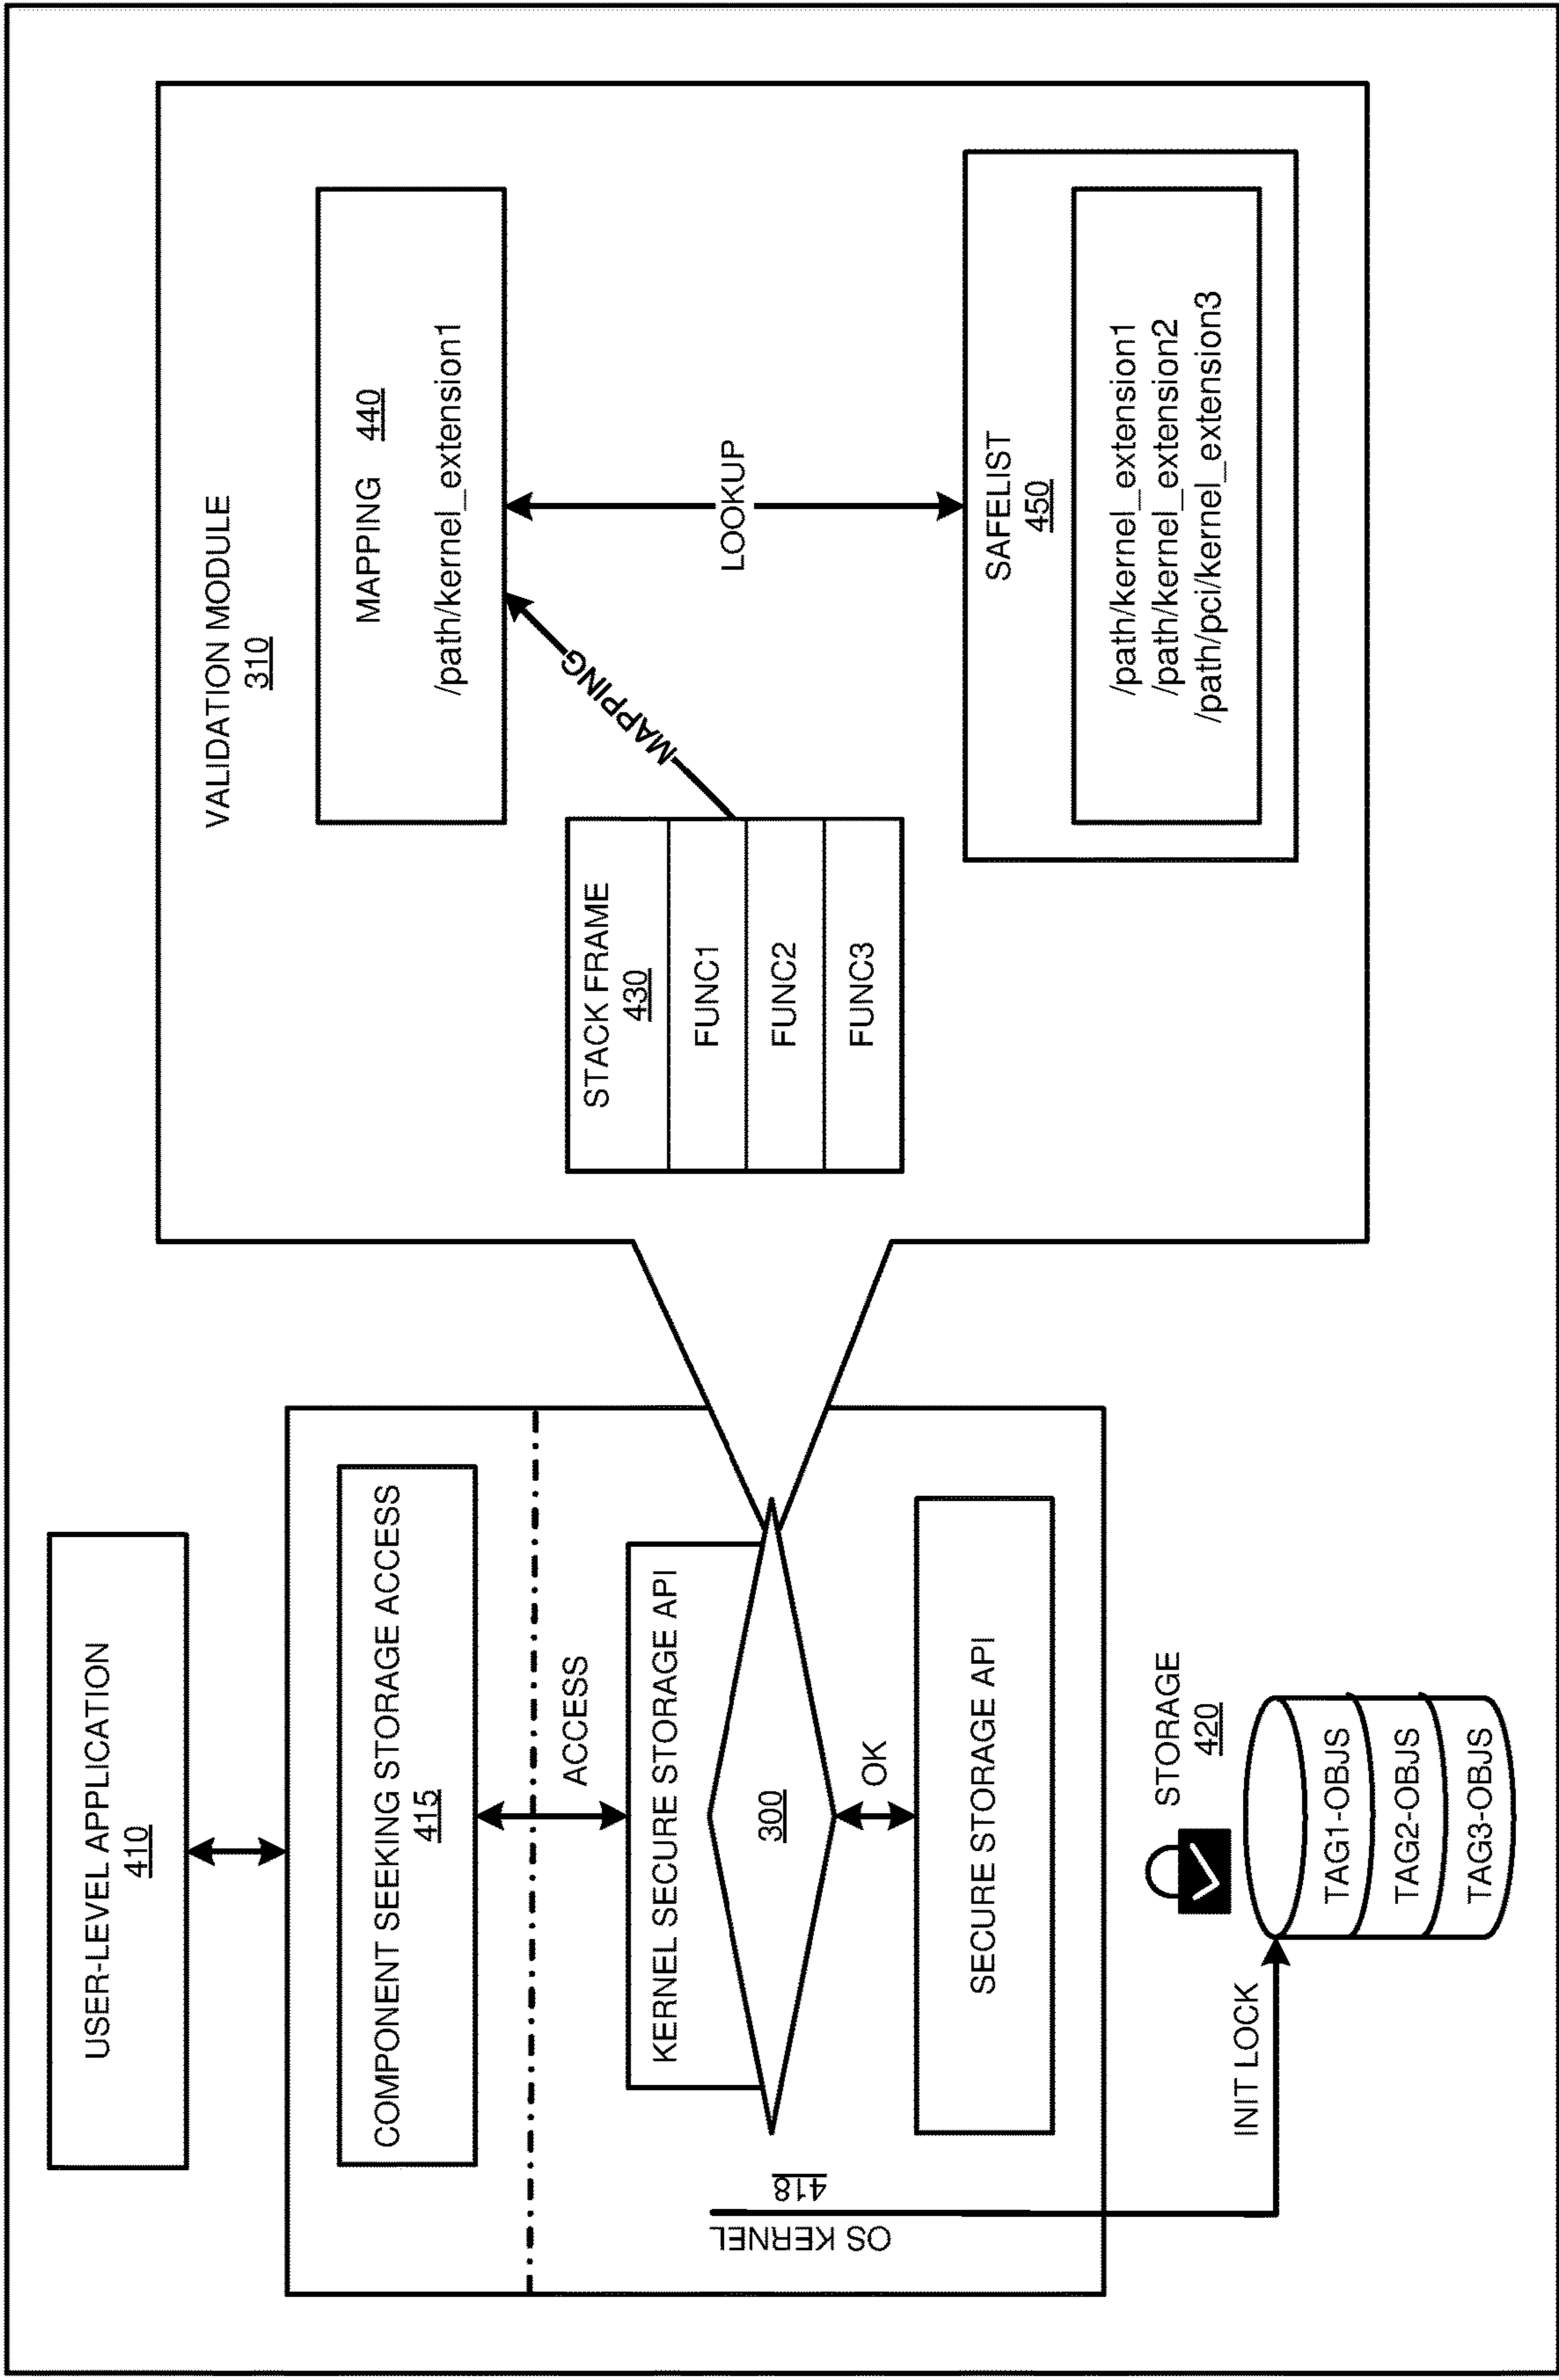 USER-LEVEL APPLICATION
410
COMPONENT SEEKING STORAGE ACCESS
415
ACCESS
KERNEL SECURE STORAGE API
300
OK
SECURE STORAGE API
OS KERNEL
418
INIT LOCK
STORAGE
420
TAG1-OBJS
TAG2-OBJS
TAG3-OBJS
VALIDATION MODULE
310
MAPPING 440
/path/kernel_extension1
MAPPING
STACK FRAME
430
FUNC1
FUNC2
FUNC3
LOOKUP
SAFELIST
450
/path/kernel_extension1
/path/kernel_extension2
/path/pci/kernel_extension3